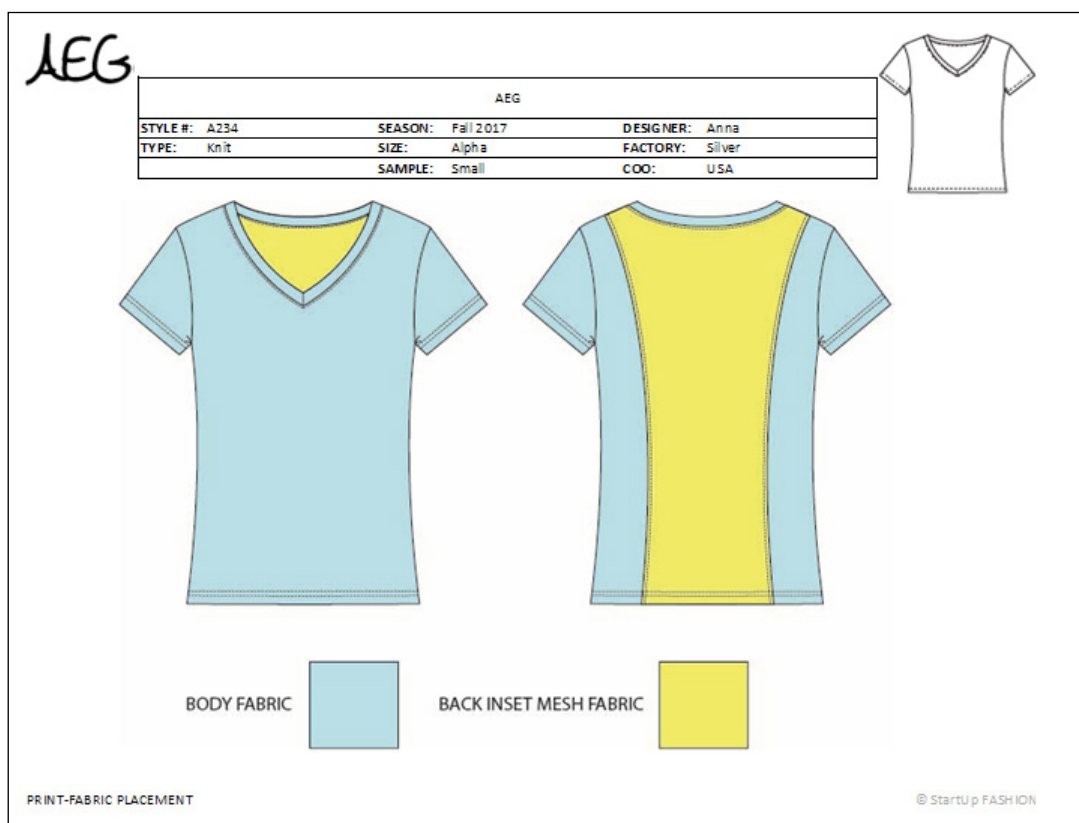 AEG
AEG
STYLE #: A234 SEASON: Fall 2017 DESIGNER: Anna
TYPE: Knit SIZE: Alpha FACTORY: Silver
SAMPLE: Small COO: USA
BODY FABRIC BACK INSET MESH FABRIC
PRINT-FABRIC PLACEMENT © StartUp FASHION